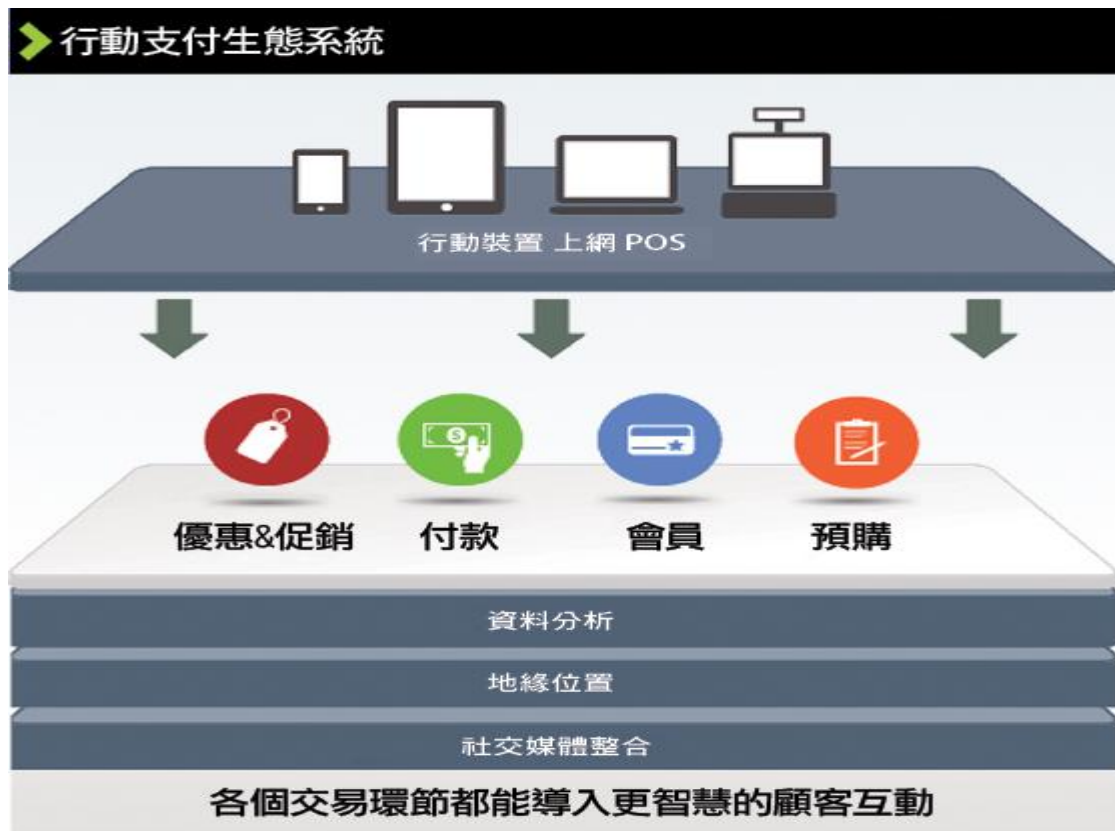 行動支付生態系統
行動裝置 上網 POS
優惠&促銷 付款 會員 預購
資料分析
地緣位置
社交媒體整合
各個交易環節都能導入更智慧的顧客互動